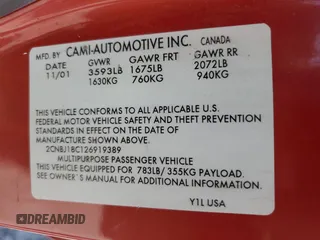 MFD. BY CAMI-AUTOMOTIVE INC. CANADA
DATE GVWR GAWR FRT GAWR RR
11/01 3593LB 1675LB 2072LB
1630KG 760KG 940KG
THIS VEHICLE CONFORMS TO ALL APPLICABLE U.S.
FEDERAL MOTOR VEHICLE SAFETY AND THEFT PREVENTION
STANDARDS IN EFFECT ON THE DATE OF
MANUFACTURE SHOWN ABOVE
2CNBJ18C126919389
MULTIPURPOSE PASSENGER VEHICLE
THIS VEHICLE EQUIPPED FOR 783LB/355KG PAYLOAD
SEE OWNER'S MANUAL FOR ADDITIONAL INFORMATION
Y1L USA
DREAMBID